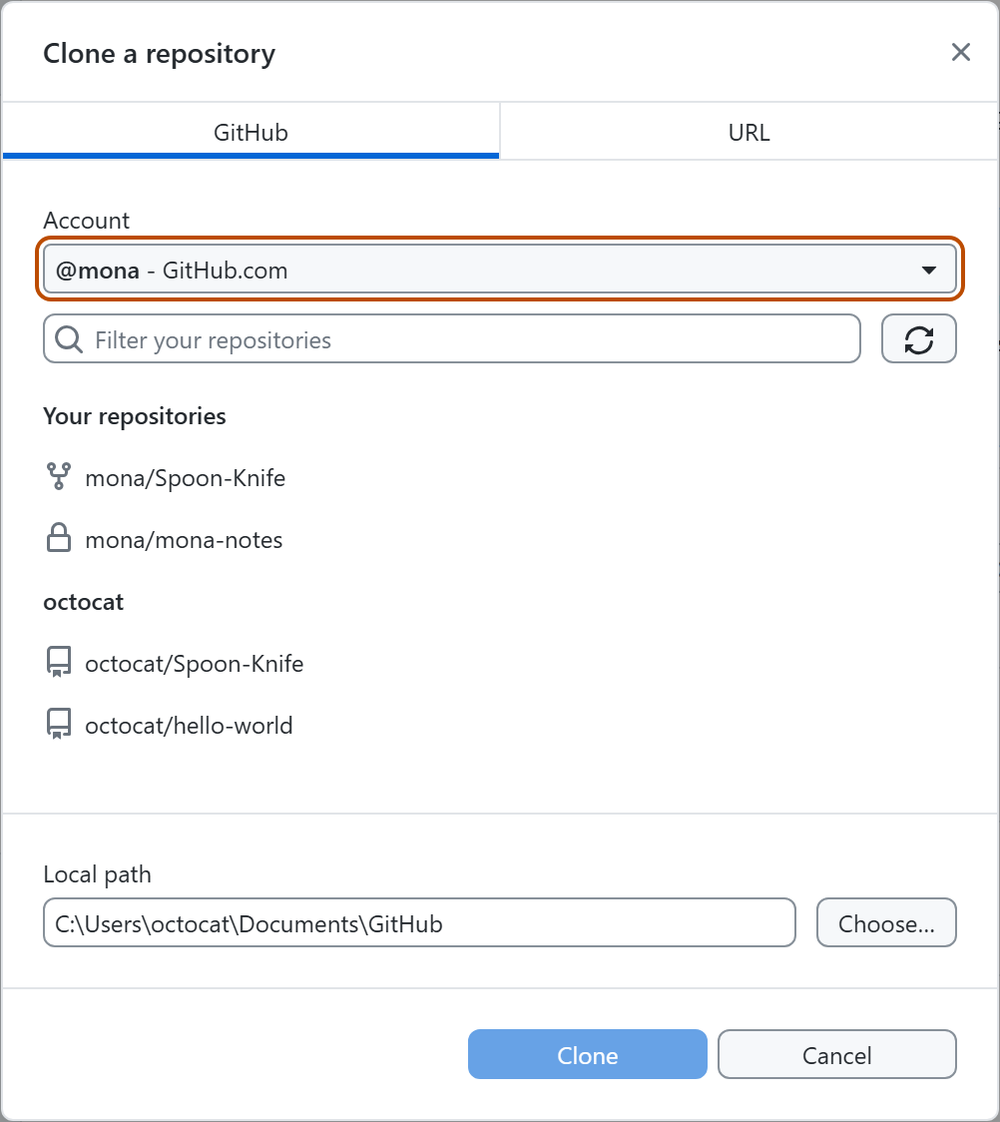 Clone a repository
GitHub
URL
Account
@mona - GitHub.com
Filter your repositories
Your repositories
mona/Spoon-Knife
mona/mona-notes
octocat
octocat/Spoon-Knife
octocat/hello-world
Local path
C:\Users\octocat\Documents\GitHub
Choose...
Clone
Cancel